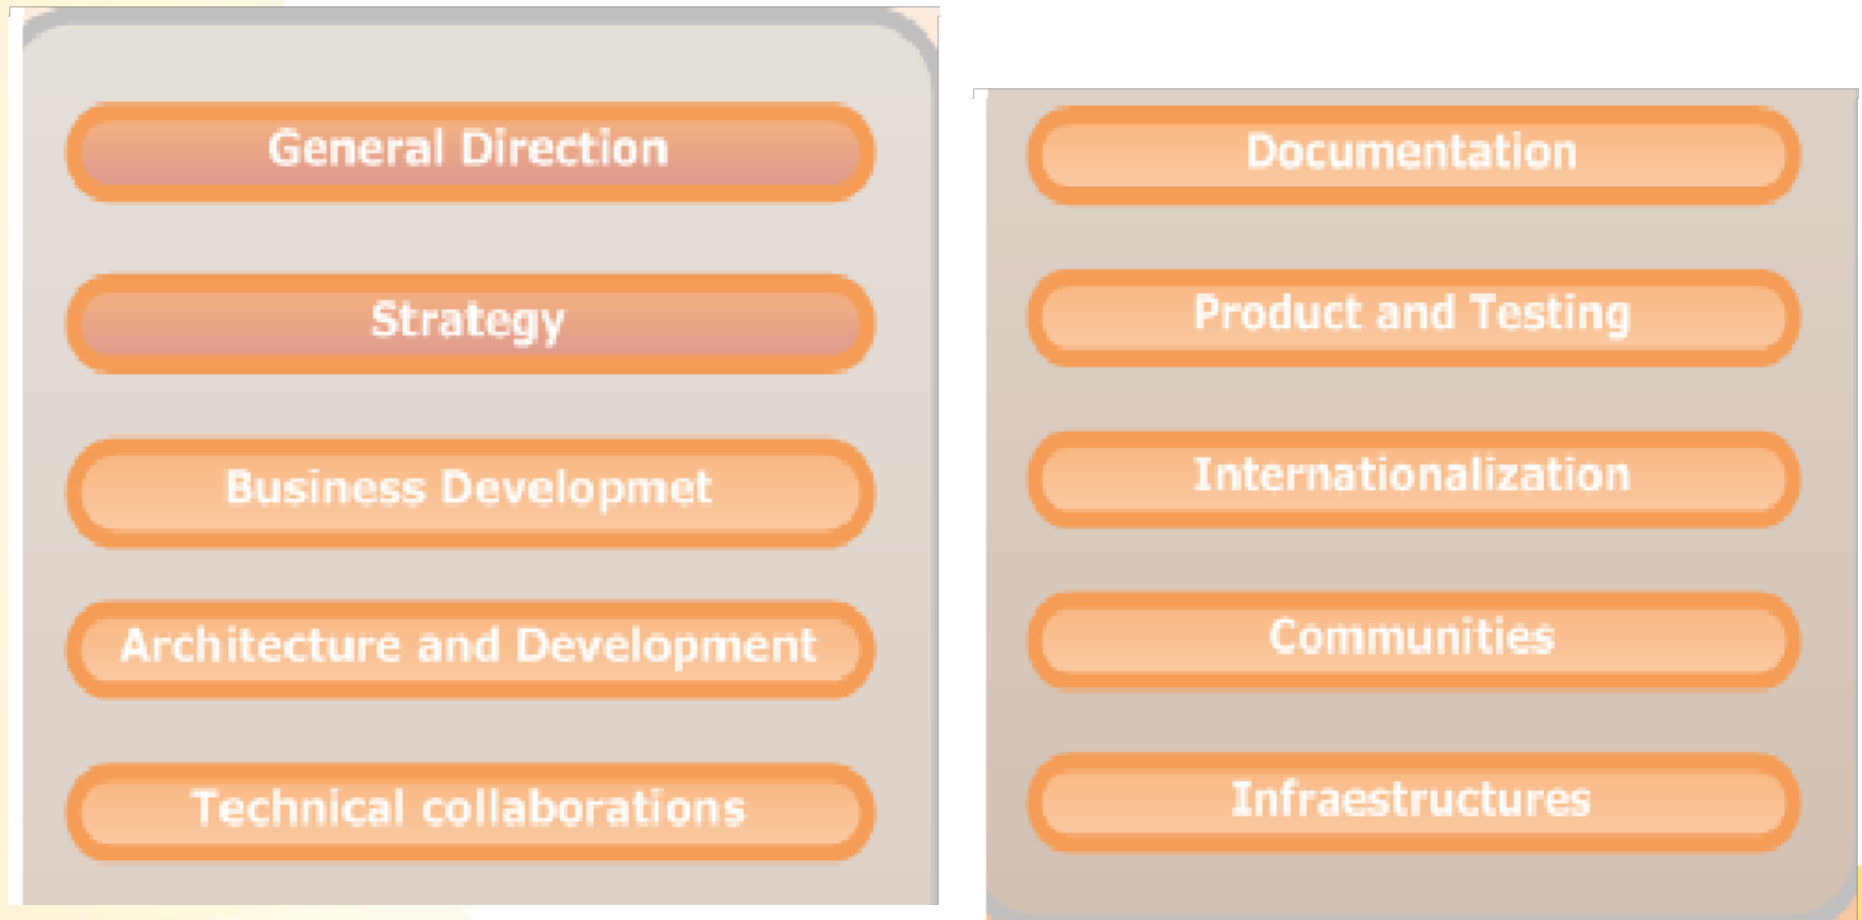 General Direction
Strategy
Business Developmet
Architecture and Development
Technical collaborations
Documentation
Product and Testing
Internationalization
Communities
Infraestructures